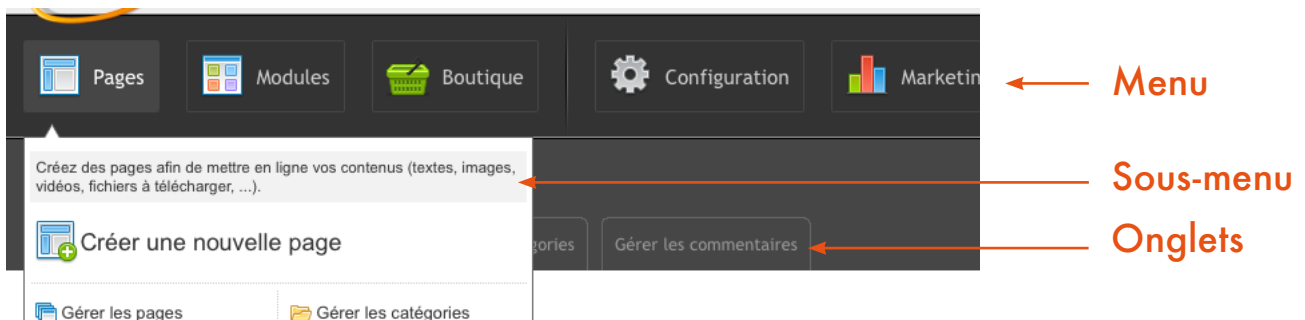 Pages
Modules
Boutique
Configuration
Marketin
Menu
Créez des pages afin de mettre en ligne vos contenus (textes, images,
vidéos, fichiers à télécharger, ...).
Sous-menu
Créer une nouvelle page
gories
Gérer les commentaires
Onglets
Gérer les pages
Gérer les catégories